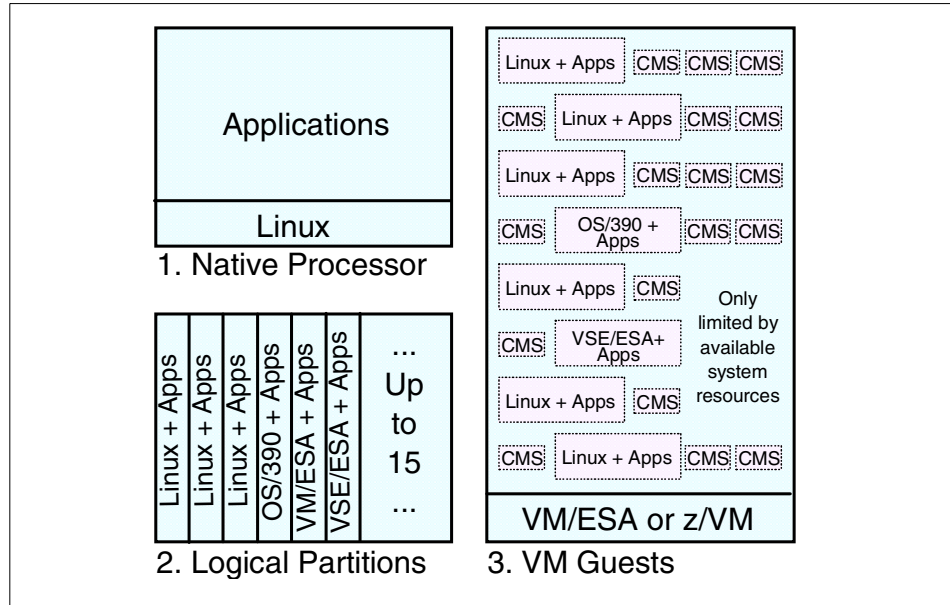 Applications
Linux
1. Native Processor
Linux + Apps
Linux + Apps
Linux + Apps
OS/390 + Apps
VM/ESA + Apps
VSE/ESA + Apps
...
Up
to
15
...
2. Logical Partitions
Linux + Apps CMS CMS CMS
CMS Linux + Apps CMS CMS
Linux + Apps CMS CMS CMS
CMS OS/390 + Apps CMS CMS
Linux + Apps CMS
CMS VSE/ESA+ Apps
Linux + Apps CMS
CMS Linux + Apps CMS CMS
Only
limited by
available
system
resources
VM/ESA or z/VM
3. VM Guests